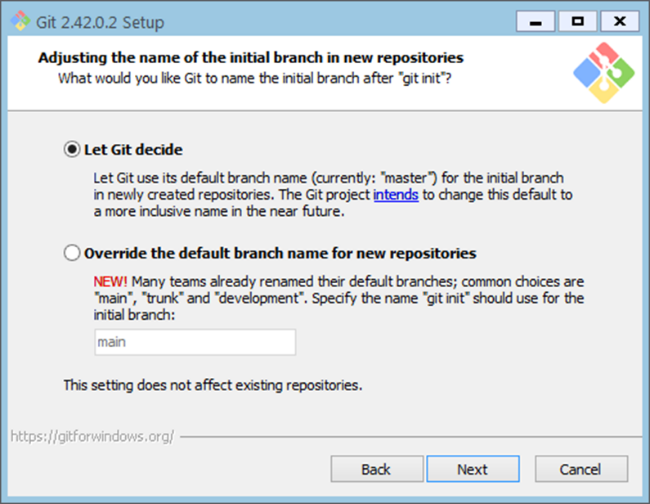 Git 2.42.0.2 Setup
Adjusting the name of the initial branch in new repositories
What would you like Git to name the initial branch after "git init"?
Let Git decide
Let Git use its default branch name (currently: "master") for the initial branch
in newly created repositories. The Git project intends to change this default to
a more inclusive name in the near future.
Override the default branch name for new repositories
NEW! Many teams already renamed their default branches; common choices are
"main", "trunk" and "development". Specify the name "git init" should use for the
initial branch:
main
This setting does not affect existing repositories.
https://gitforwindows.org/
Back
Next
Cancel